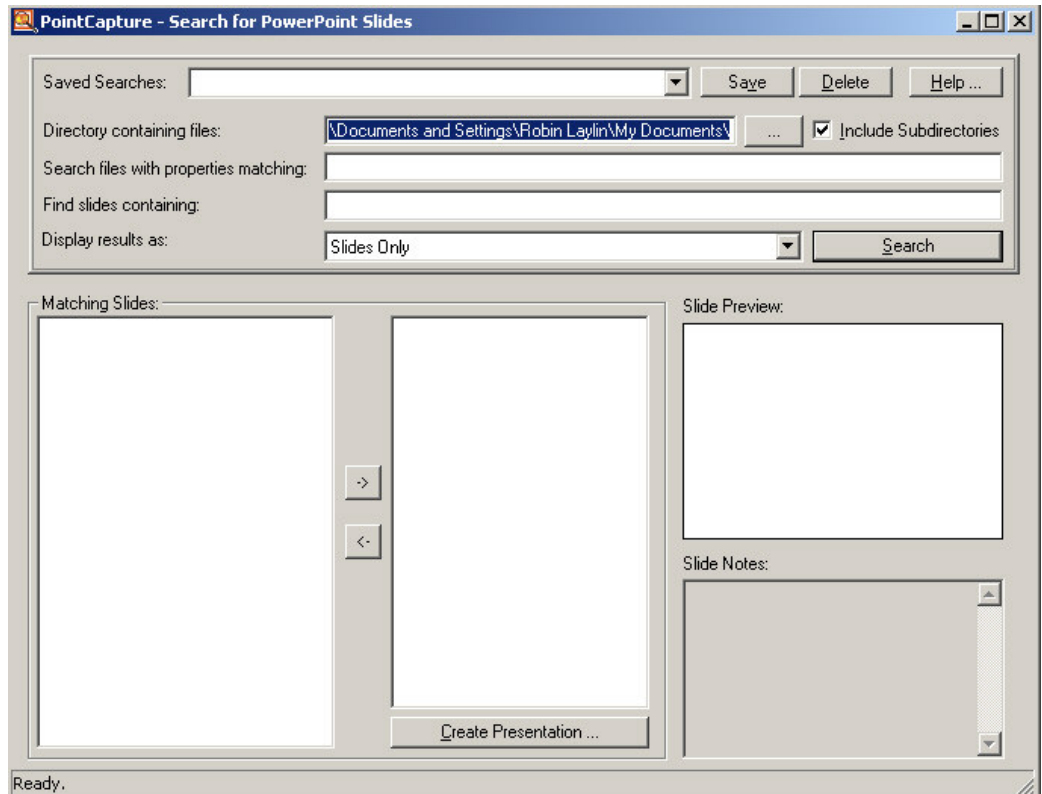 PointCapture - Search for PowerPoint Slides
Saved Searches: Save Delete Help ...
Directory containing files: \Documents and Settings\Robin Laylin\My Documents\ ... Include Subdirectories
Search files with properties matching:
Find slides containing:
Display results as: Slides Only Search
Matching Slides: Slide Preview:
->
<-
Slide Notes:
Create Presentation ...
Ready.